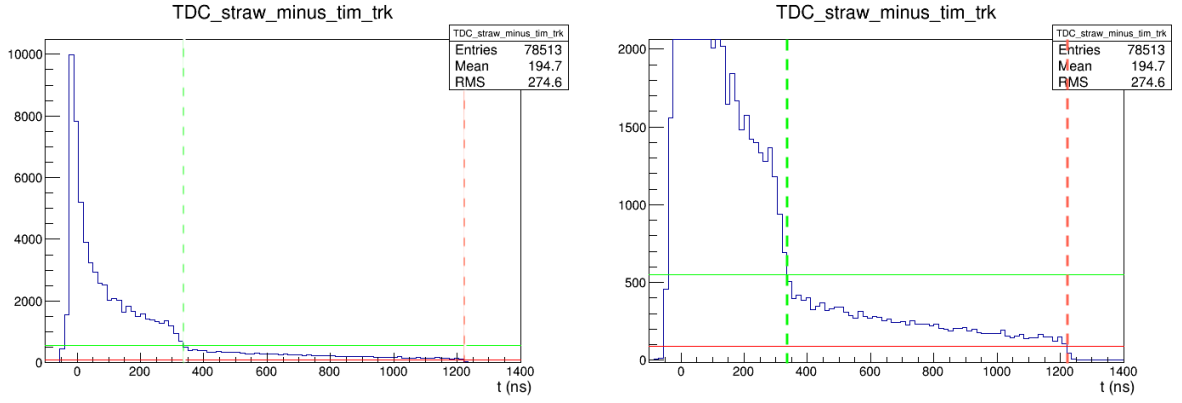 TDC_straw_minus_tim_trk
TDC_straw_minus_tim_trk
Entries 78513
Mean 194.7
RMS 274.6
10000
8000
6000
4000
2000
0
0 200 400 600 800 1000 1200 1400
t (ns)
TDC_straw_minus_tim_trk
TDC_straw_minus_tim_trk
Entries 78513
Mean 194.7
RMS 274.6
2000
1500
1000
500
0
0 200 400 600 800 1000 1200 1400
t (ns)